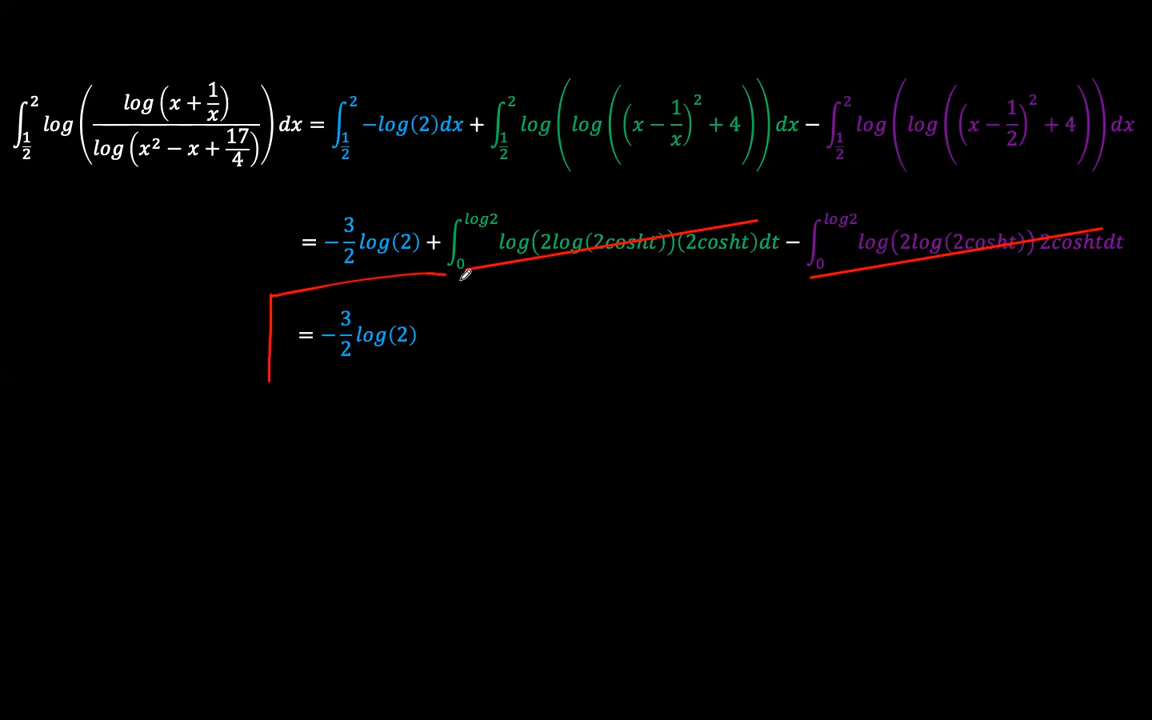 ∫_{1/2}^{2} log( log(x + 1/x) / log(x² − x + 17/4) ) dx = ∫_{1/2}^{2} −log(2)dx + ∫_{1/2}^{2} log( log( (x − 1/x)² + 4 ) ) dx − ∫_{1/2}^{2} log( log( (x − 1/2)² + 4 ) ) dx
= −3/2 log(2) + ∫_{0}^{log2} log(2log(2cosht))(2cosht)dt − ∫_{0}^{log2} log(2log(2cosht))2coshtdt
= −3/2 log(2)